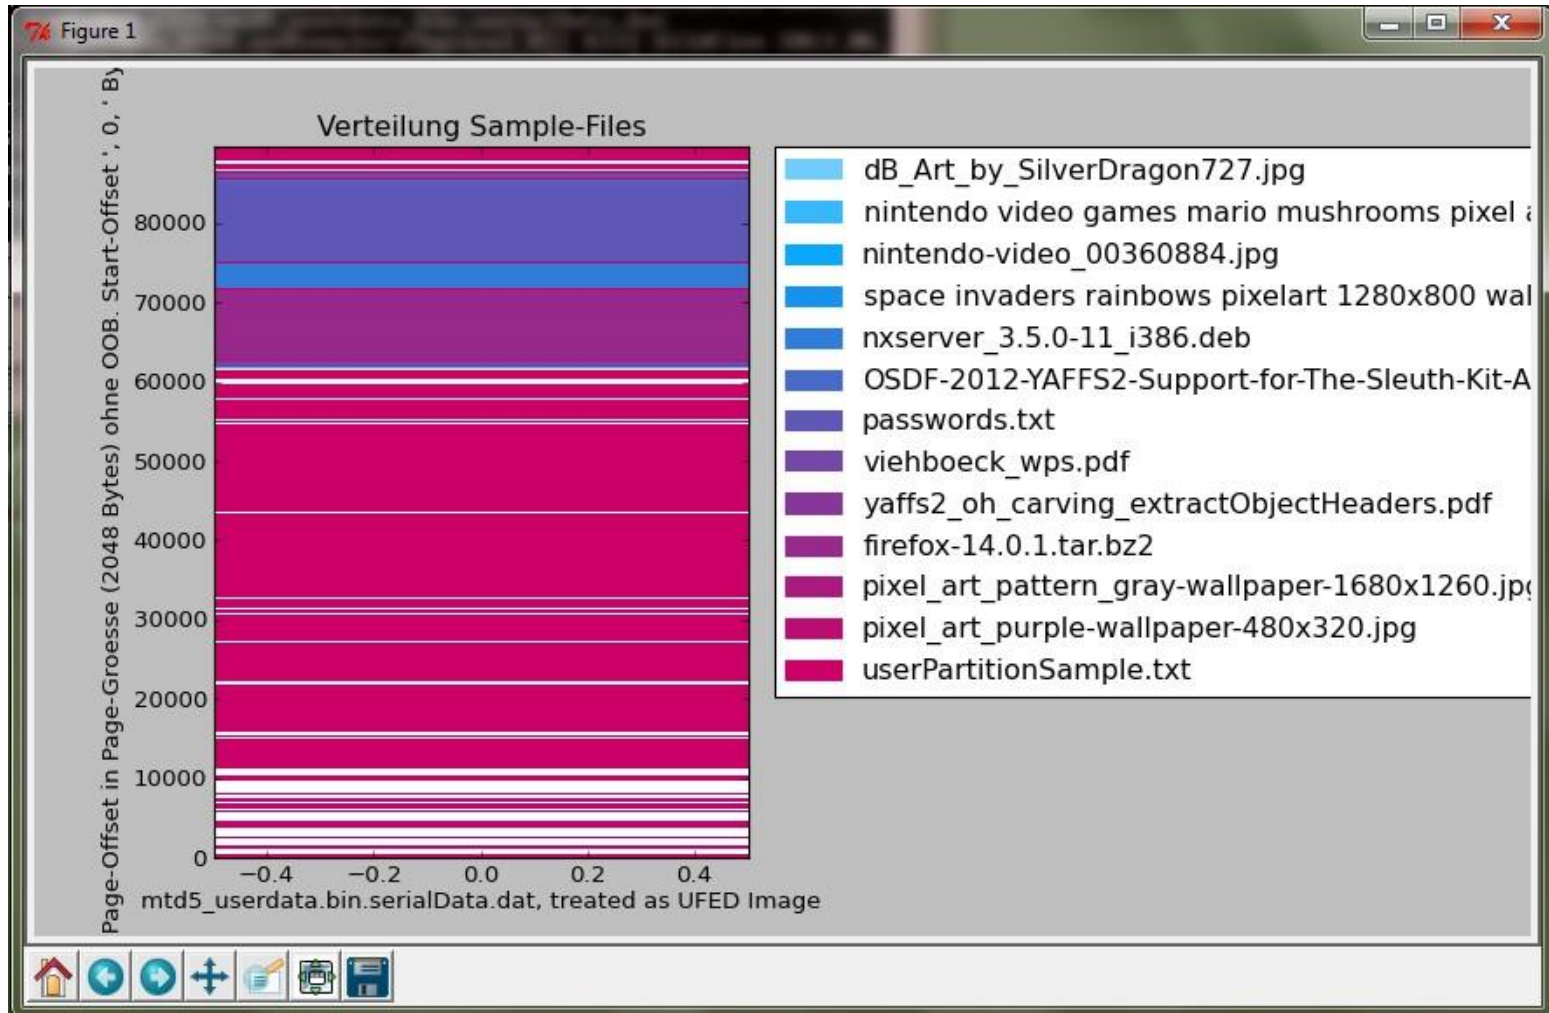 Figure 1
Page-Offset in Page-Groesse (2048 Bytes) ohne OOB. Start-Offset ', 0, ' By
Verteilung Sample-Files
80000
70000
60000
50000
40000
30000
20000
10000
0
−0.4 −0.2 0.0 0.2 0.4
mtd5_userdata.bin.serialData.dat, treated as UFED Image
dB_Art_by_SilverDragon727.jpg
nintendo video games mario mushrooms pixel a
nintendo-video_00360884.jpg
space invaders rainbows pixelart 1280x800 wal
nxserver_3.5.0-11_i386.deb
OSDF-2012-YAFFS2-Support-for-The-Sleuth-Kit-A
passwords.txt
viehboeck_wps.pdf
yaffs2_oh_carving_extractObjectHeaders.pdf
firefox-14.0.1.tar.bz2
pixel_art_pattern_gray-wallpaper-1680x1260.jpg
pixel_art_purple-wallpaper-480x320.jpg
userPartitionSample.txt